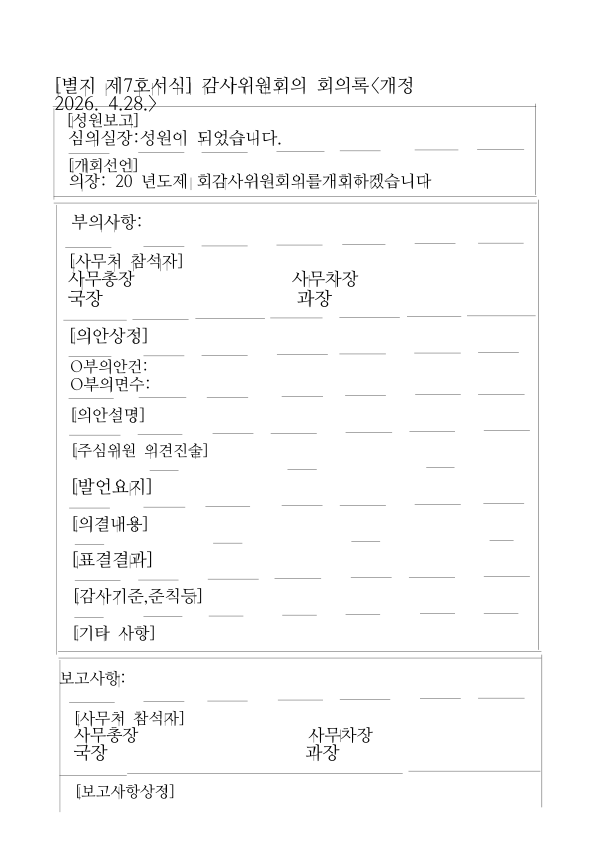 [별지 제7호서식] 감사위원회의 회의록<개정
2026. 4.28.>
[성원보고]
심의실장:성원이 되었습니다.
[개회선언]
의장: 20 년도제 회감사위원회의를개회하겠습니다
부의사항:
[사무처 참석자]
사무총장 사무차장
국장 과장
[의안상정]
O부의안건:
O부의면수:
[의안설명]
[주심위원 의견진술]
[발언요지]
[의결내용]
[표결결과]
[감사기준,준칙등]
[기타 사항]
보고사항:
[사무처 참석자]
사무총장 사무차장
국장 과장
[보고사항상정]